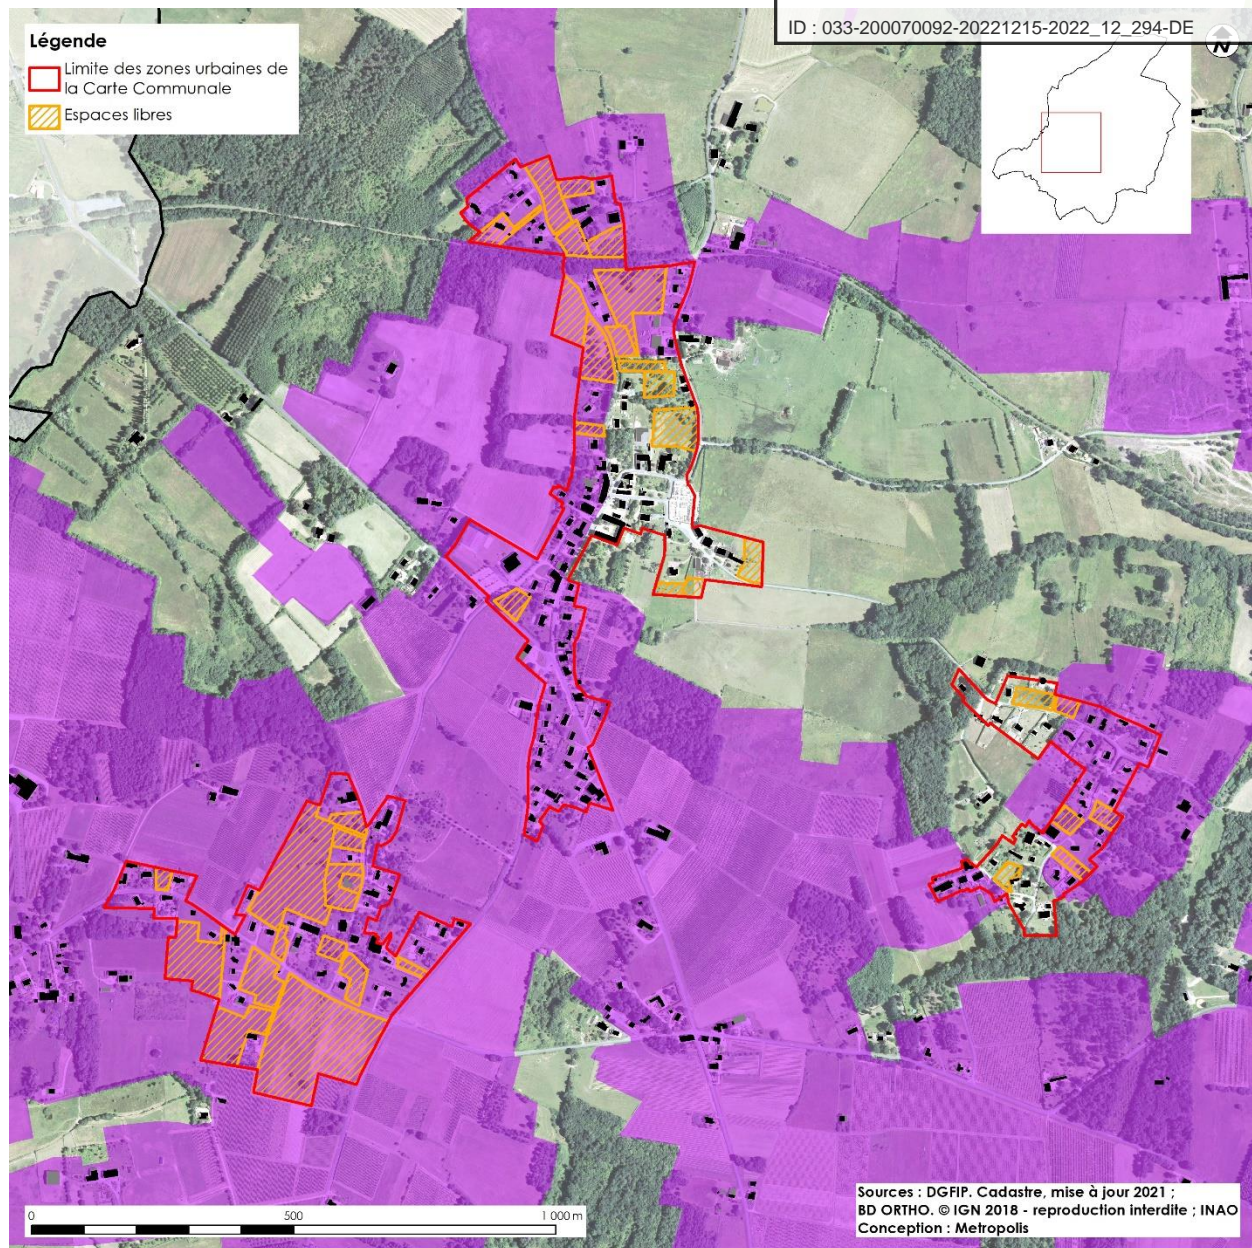 ID : 033-200070092-20221215-2022_12_294-DE
N
Légende
Limite des zones urbaines de
la Carte Communale
Espaces libres
0 500 1 000 m
Sources : DGFIP. Cadastre, mise à jour 2021 ;
BD ORTHO. © IGN 2018 - reproduction interdite ; INAO
Conception : Metropolis